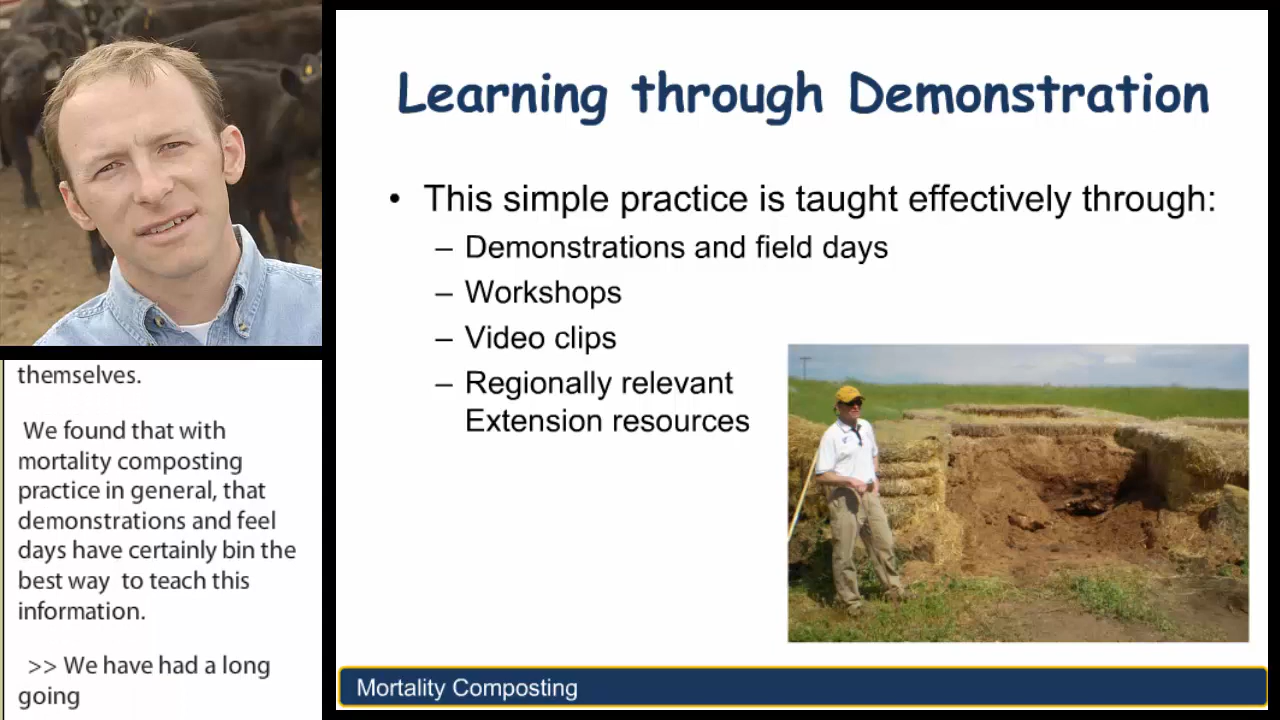 Learning through Demonstration
• This simple practice is taught effectively through:
– Demonstrations and field days
– Workshops
– Video clips
– Regionally relevant
Extension resources
Mortality Composting
themselves.
We found that with
mortality composting
practice in general, that
demonstrations and feel
days have certainly bin the
best way to teach this
information.
>> We have had a long
going